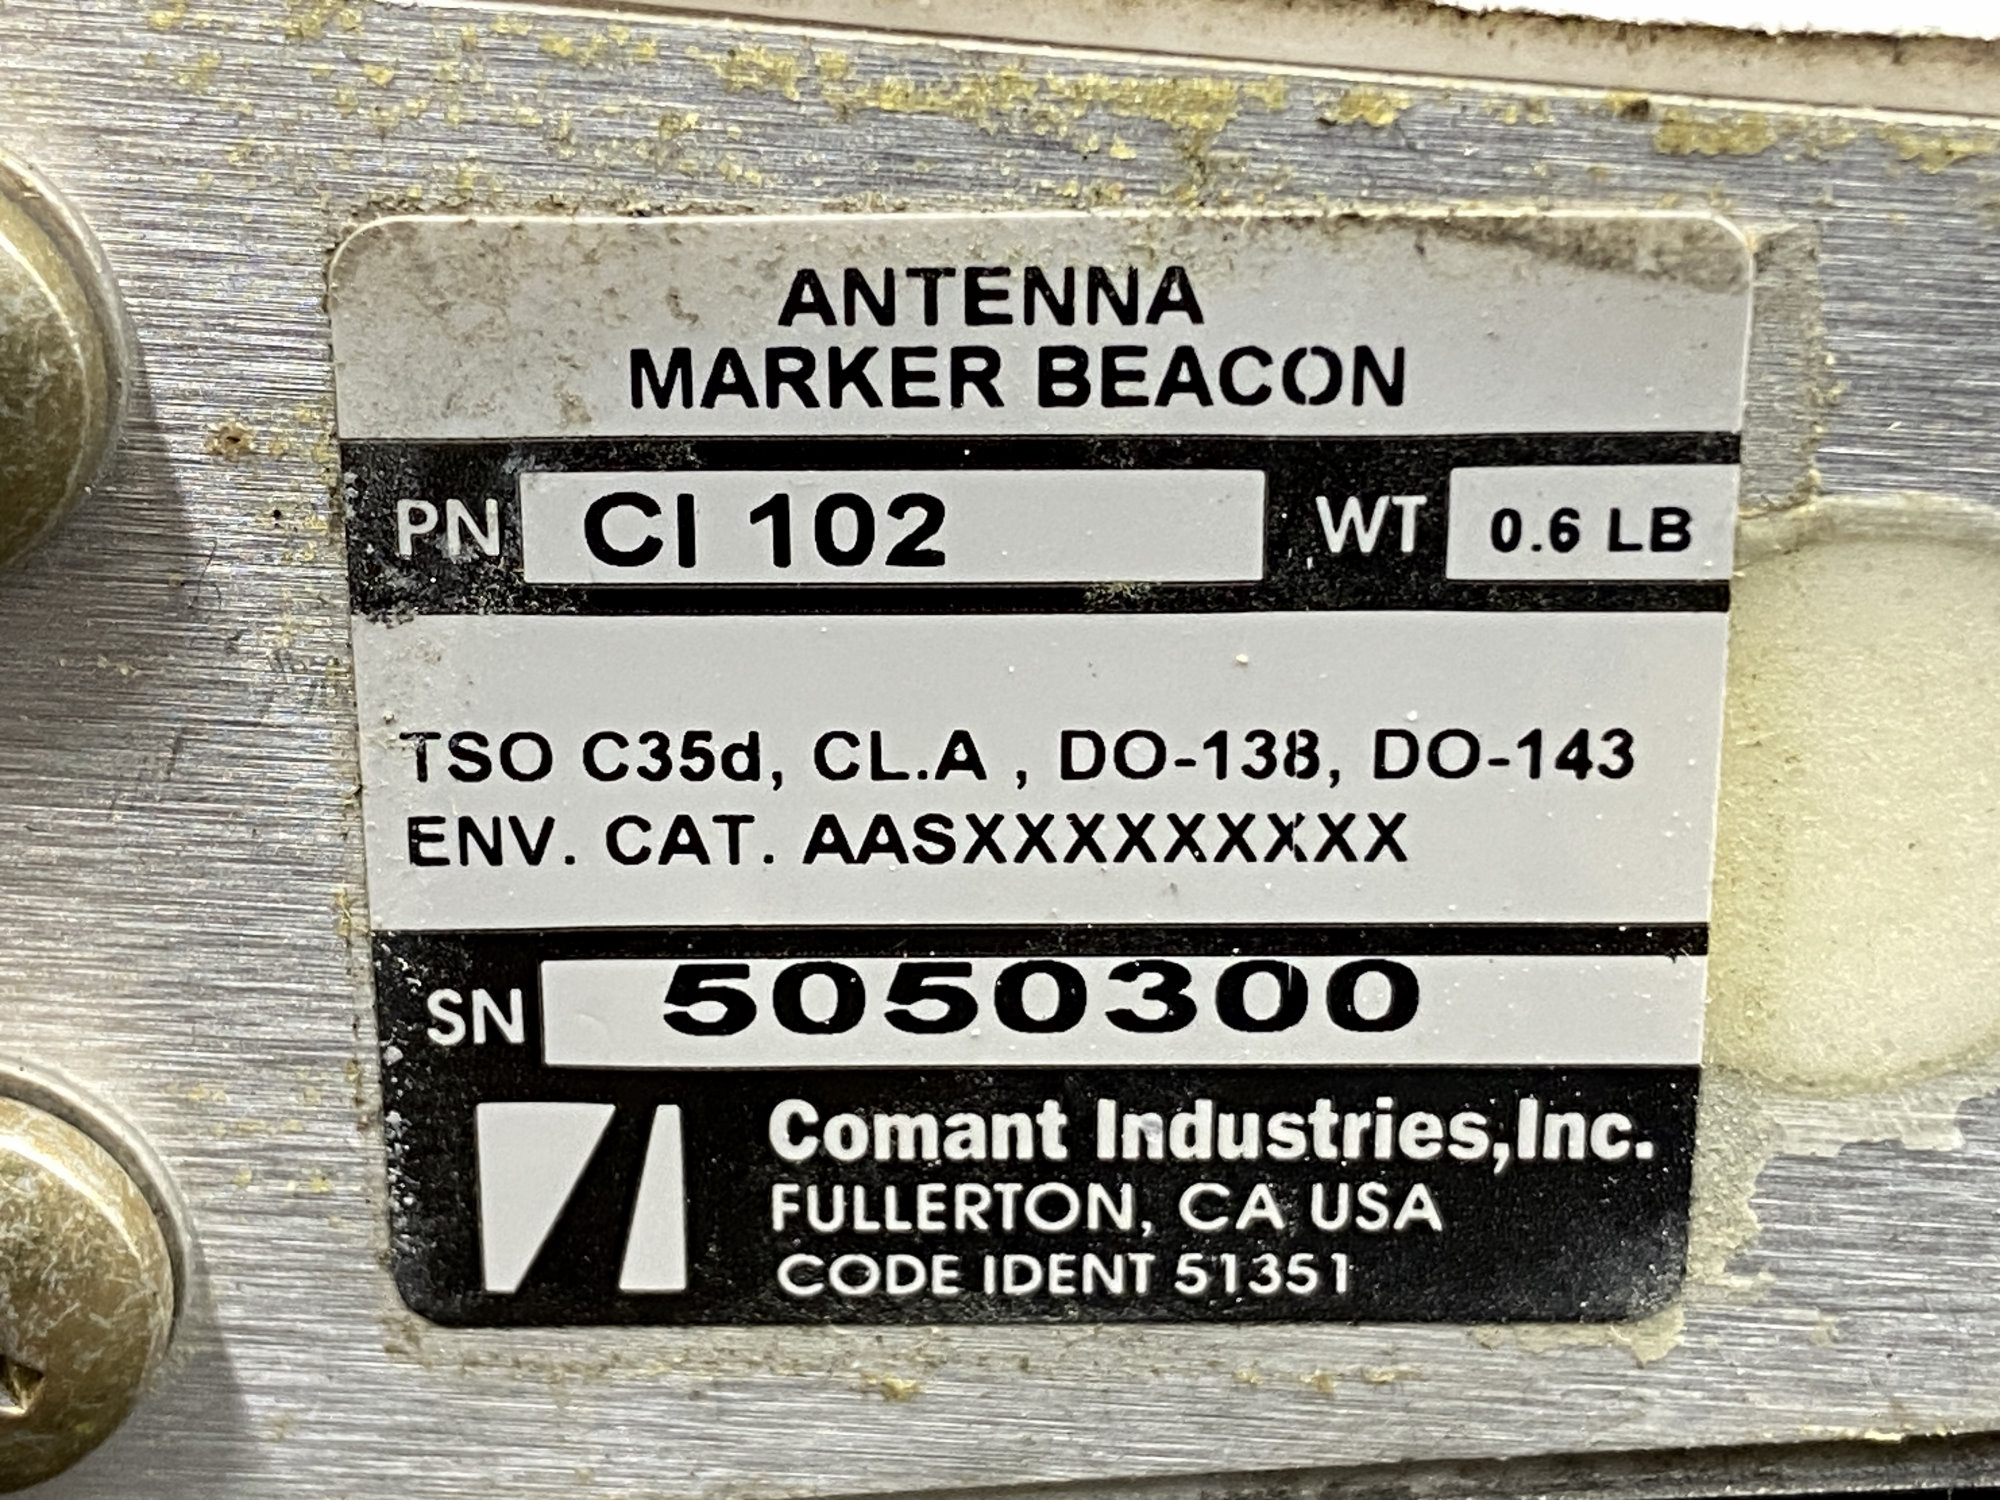 ANTENNA
MARKER BEACON
PN CI 102 WT 0.6 LB
TSO C35d, CL.A , DO-138, DO-143
ENV. CAT. AASXXXXXXXXX
SN 5050300
Comant Industries,Inc.
FULLERTON, CA USA
CODE IDENT 51351